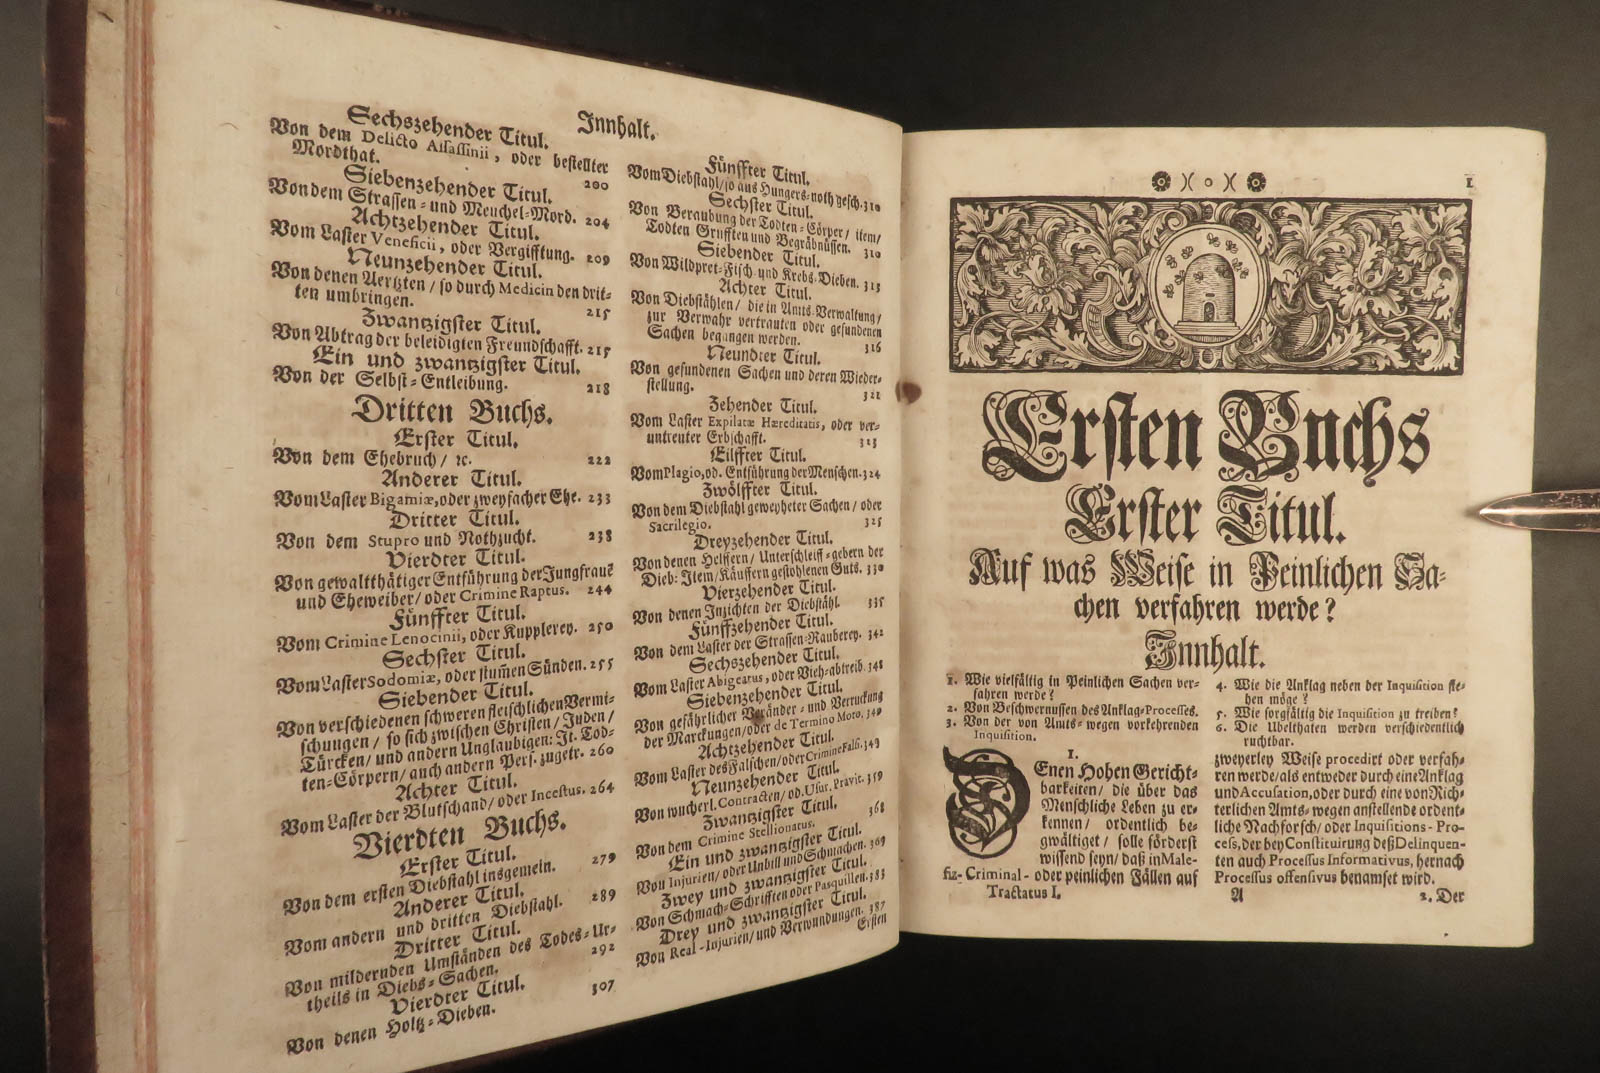 Innhalt.
Sechszehender Titul.
Von dem Delicto Assassinii, oder bestellter
Mordthat. 200
Siebenzehender Titul.
Von dem Strassen- und Meuchel-Mord. 204
Achtzehender Titul.
Vom Laster Veneficii, oder Vergifftung. 209
Neunzehender Titul.
Von denen Aertzten / so durch Medicin den drit-
ten umbringen. 215
Zwantzigster Titul.
Von Abtrag der beleidigten Freundschafft. 215
Ein und zwantzigster Titul.
Von der Selbst-Entleibung. 218
Dritten Buchs.
Erster Titul.
Von dem Ehebruch / ꝛc. 222
Anderer Titul.
Vom Laster Bigamiæ, oder zweyfacher Ehe. 233
Dritter Titul.
Von dem Stupro und Nothzucht. 238
Vierdter Titul.
Von gewaltthätiger Entführung der Jungfrauë
und Eheweiber / oder Crimine Raptus. 244
Fünffter Titul.
Vom Crimine Lenocinii, oder Kupplerey. 250
Sechster Titul.
Vom Laster Sodomiæ, oder stum̃en Sünden. 255
Siebender Titul.
Von verschiedenen schweren fleischlichen Vermi-
schungen / so sich zwischen Christen / Juden /
Türcken / und andern Unglaubigen: It. Tod-
ten-Cörpern / auch andern Pers. zugetr. 260
Achter Titul.
Vom Laster der Blutschand / oder Incestus. 264
Vierdten Buchs.
Erster Titul.
Von dem ersten Diebstahl insgemein. 279
Anderer Titul.
Vom andern und dritten Diebstahl. 289
Dritter Titul.
Von mildernden Umständen des Todes-Ur-
theils in Diebs-Sachen. 292
Vierdter Titul.
Von denen Holtz-Dieben. 307
Fünffter Titul.
Vom Diebstahl / so aus Hungers-noth gesch. 310
Sechster Titul.
Von Beraubung der Todten-Cörper / item /
Todten Grufften und Begräbnüssen. 310
Siebender Titul.
Von Wildpret-Fisch-und Krebs-Dieben. 313
Achter Titul.
Von Diebstählen / die in Amts-Verwaltung /
zur Verwahr vertrauten oder gefundenen
Sachen begangen werden. 316
Neundter Titul.
Von gefundenen Sachen und deren Wieder-
stellung. 322
Zehender Titul.
Vom Laster Expilatæ Hæreditatis, oder ver-
untreuter Erbschafft. 323
Eilffter Titul.
Vom Plagio, od. Entführung der Menschen. 324
Zwölffter Titul.
Von dem Diebstahl geweyheter Sachen / oder
Sacrilegio. 325
Dreyzehender Titul.
Von denen Helffern / Unterschleiff-gebern der
Dieb: Item / Käuffern gestohlenen Guts. 330
Vierzehender Titul.
Von denen Inzichten der Diebstähl. 335
Fünffzehender Titul.
Von dem Laster der Strassen-Rauberey. 342
Sechszehender Titul.
Vom Laster Abigeatus, oder Vieh-abtreib. 348
Siebenzehender Titul.
Von gefährlicher Veränder- und Verruckung
der Marckungen / oder de Termino Moto. 349
Achtzehender Titul.
Vom Laster des Falschen / oder Crimine Falsi. 349
Neunzehender Titul.
Von wucherl. Contracten / od. Usur. Pravit. 359
Zwantzigster Titul.
Von dem Crimine Stellionatus. 368
Ein und zwantzigster Titul.
Von Injurien / oder Unbill und Schmachen. 369
Zwey und zwantzigster Titul.
Von Schmach-Schrifften oder Pasquillen. 383
Drey und zwantzigster Titul.
Von Real-Injurien / und Verwundungen. 387
Ersten
1
Ersten Buchs
Erster Titul.
Auf was Weise in Peinlichen Sa-
chen verfahren werde?
Innhalt.
1. Wie vielfältig in Peinlichen Sachen ver-
fahren werde?
2. Von Beschwernussen des Anklag-Processes.
3. Von der von Amts-wegen vorkehrenden
Inquisition.
4. Wie die Anklag neben der Inquisition ste-
hen möge?
5. Wie sorgfältig die Inquisition zu treiben?
6. Die Ubelthaten werden verschiedentlich
ruchtbar.
I.
DEnen Hohen Gericht-
barkeiten / die über das
Menschliche Leben zu er-
kennen / ordentlich be-
gwältiget / solle förderst
wissend seyn / daß in Male-
fiz-Criminal- oder peinlichen Fällen auf
Tractatus I.
zweyerley Weise procedirt oder verfah-
ren werde / als entweder durch eine Anklag
und Accusation, oder durch eine von Rich-
terlichen Amts-wegen anstellende ordent-
liche Nachforsch / oder Inquisitions-Pro-
cess, der bey Constituirung deß Delinquen-
ten auch Processus Informativus, hernach
Processus offensivus benamset wird.
A
2. Der